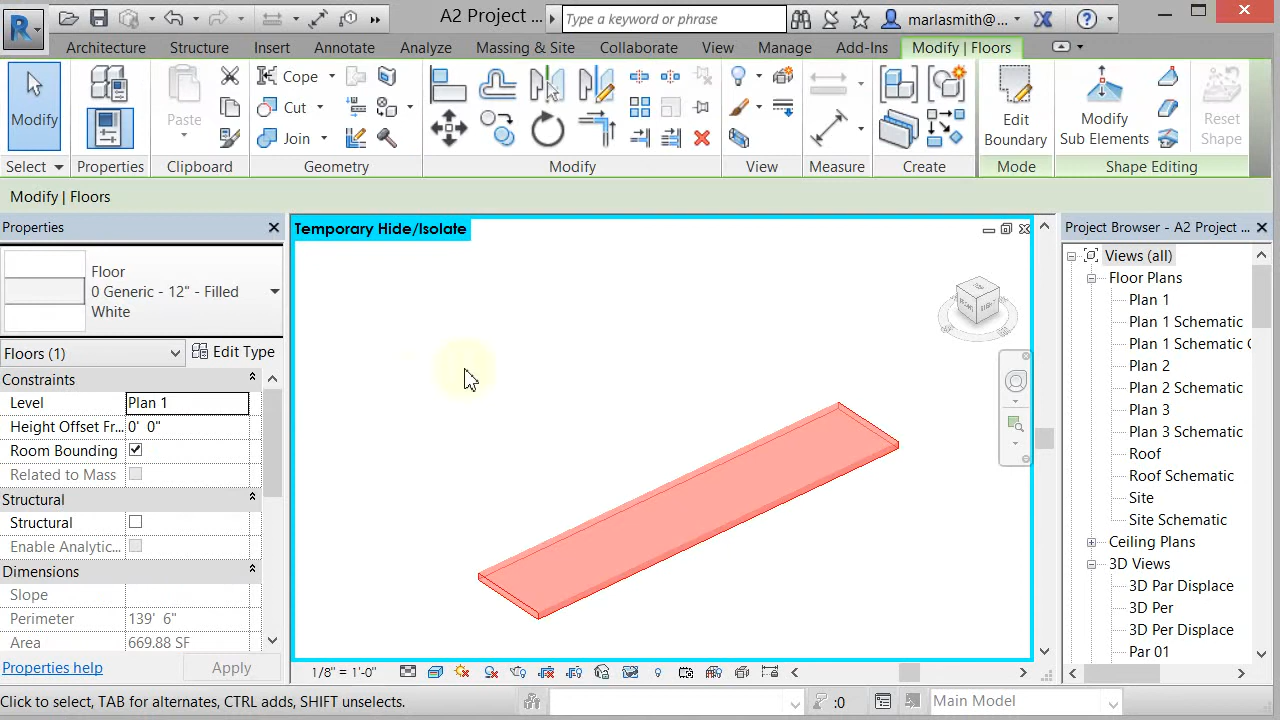 A2 Project ...
Type a keyword or phrase
marlasmith@...
Architecture
Structure
Insert
Annotate
Analyze
Massing & Site
Collaborate
View
Manage
Add-Ins
Modify | Floors
Modify
Paste
Cope
Cut
Join
Edit
Boundary
Modify
Sub Elements
Reset
Shape
Select
Properties
Clipboard
Geometry
Modify
View
Measure
Create
Mode
Shape Editing
Modify | Floors
Properties
Floor
0 Generic - 12" - Filled
White
Floors (1)
Edit Type
Constraints
Level
Plan 1
Height Offset Fr...
0' 0"
Room Bounding
Related to Mass
Structural
Structural
Enable Analytic...
Dimensions
Slope
Perimeter
139' 6"
Area
669.88 SF
Properties help
Apply
Temporary Hide/Isolate
TOP
FRONT
RIGHT
1/8" = 1'-0"
Project Browser - A2 Project ...
Views (all)
Floor Plans
Plan 1
Plan 1 Schematic
Plan 1 Schematic C
Plan 2
Plan 2 Schematic
Plan 3
Plan 3 Schematic
Roof
Roof Schematic
Site
Site Schematic
Ceiling Plans
3D Views
3D Par Displace
3D Per
3D Per Displace
Par 01
Click to select, TAB for alternates, CTRL adds, SHIFT unselects.
:0
Main Model